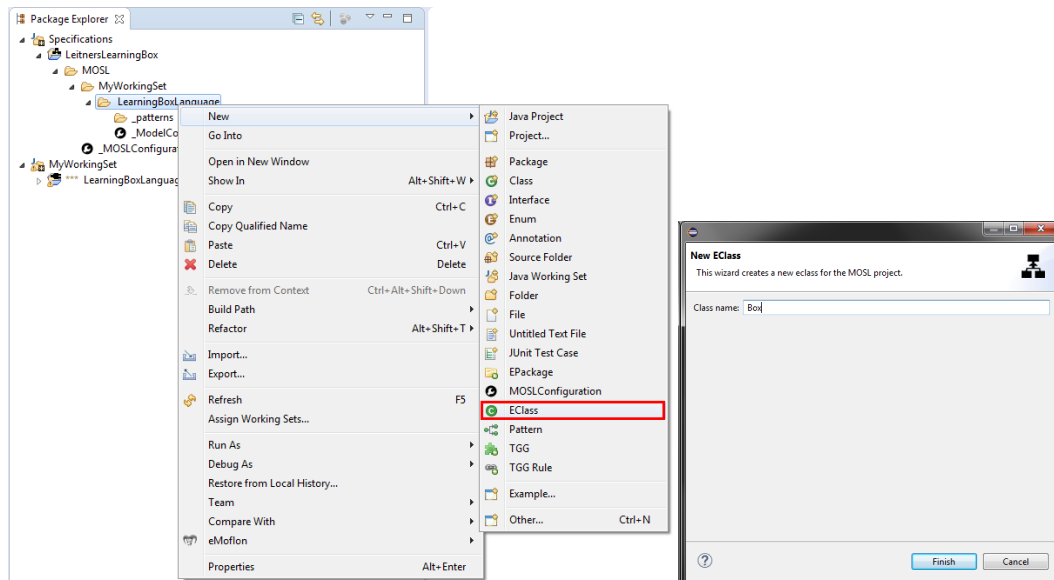 Package Explorer
Specifications
LeitnersLearningBox
MOSL
MyWorkingSet
LearningBoxLanguage
_patterns
_ModelCo
_MOSLConfigura
MyWorkingSet
*** LearningBoxLanguag
New
Go Into
Open in New Window
Show In Alt+Shift+W
Copy Ctrl+C
Copy Qualified Name
Paste Ctrl+V
Delete Delete
Remove from Context Ctrl+Alt+Shift+Down
Build Path
Refactor Alt+Shift+T
Import...
Export...
Refresh F5
Assign Working Sets...
Run As
Debug As
Restore from Local History...
Team
Compare With
eMoflon
Properties Alt+Enter
Java Project
Project...
Package
Class
Interface
Enum
Annotation
Source Folder
Java Working Set
Folder
File
Untitled Text File
JUnit Test Case
EPackage
MOSLConfiguration
EClass
Pattern
TGG
TGG Rule
Example...
Other... Ctrl+N
New EClass
This wizard creates a new eclass for the MOSL project.
Class name: Box
Finish Cancel